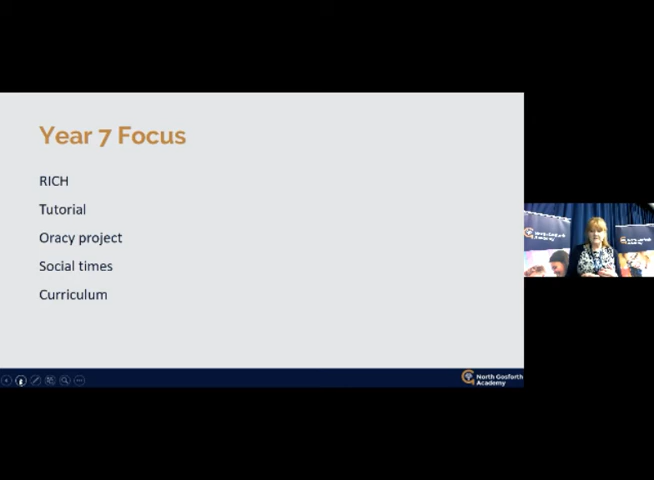 Year 7 Focus
RICH
Tutorial
Oracy project
Social times
Curriculum
North Gosforth
Academy